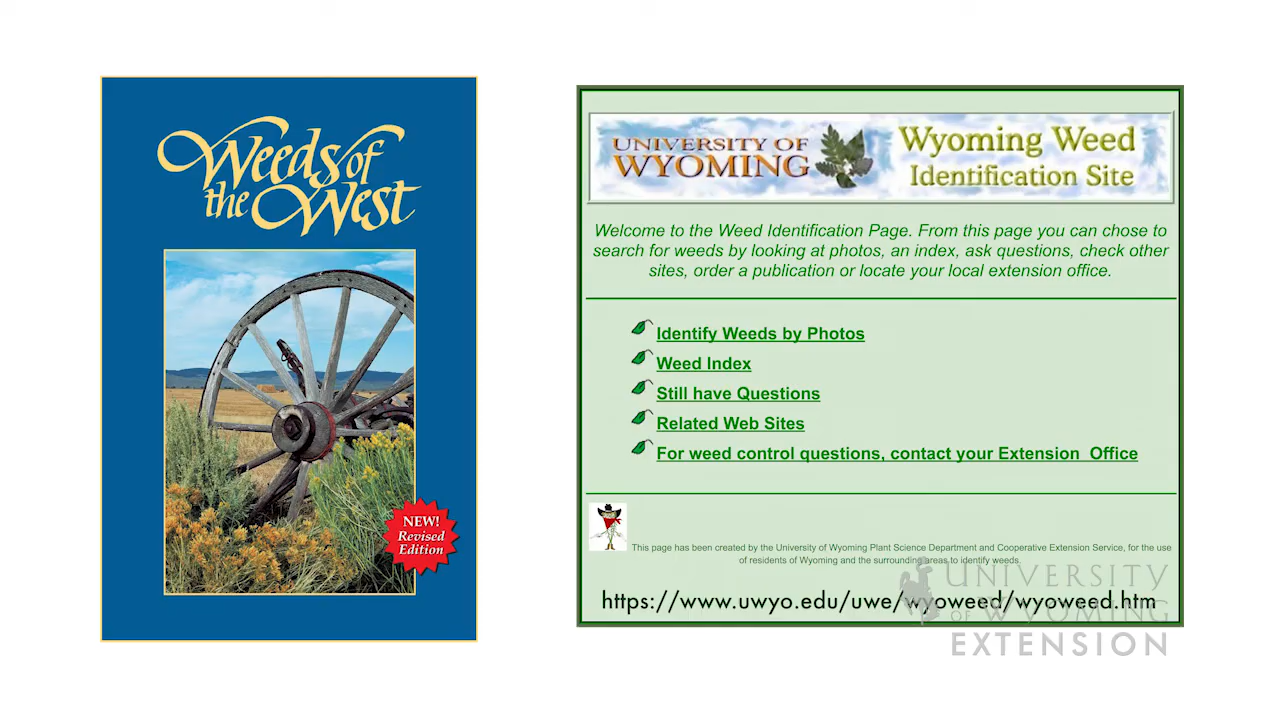 Weeds of
the West
NEW!
Revised
Edition
UNIVERSITY OF
WYOMING
Wyoming Weed
Identification Site
Welcome to the Weed Identification Page. From this page you can chose to
search for weeds by looking at photos, an index, ask questions, check other
sites, order a publication or locate your local extension office.
Identify Weeds by Photos
Weed Index
Still have Questions
Related Web Sites
For weed control questions, contact your Extension Office
This page has been created by the University of Wyoming Plant Science Department and Cooperative Extension Service, for the use
of residents of Wyoming and the surrounding areas to identify weeds.
https://www.uwyo.edu/uwe/wyoweed/wyoweed.htm
UNIVERSITY
OF WYOMING
EXTENSION